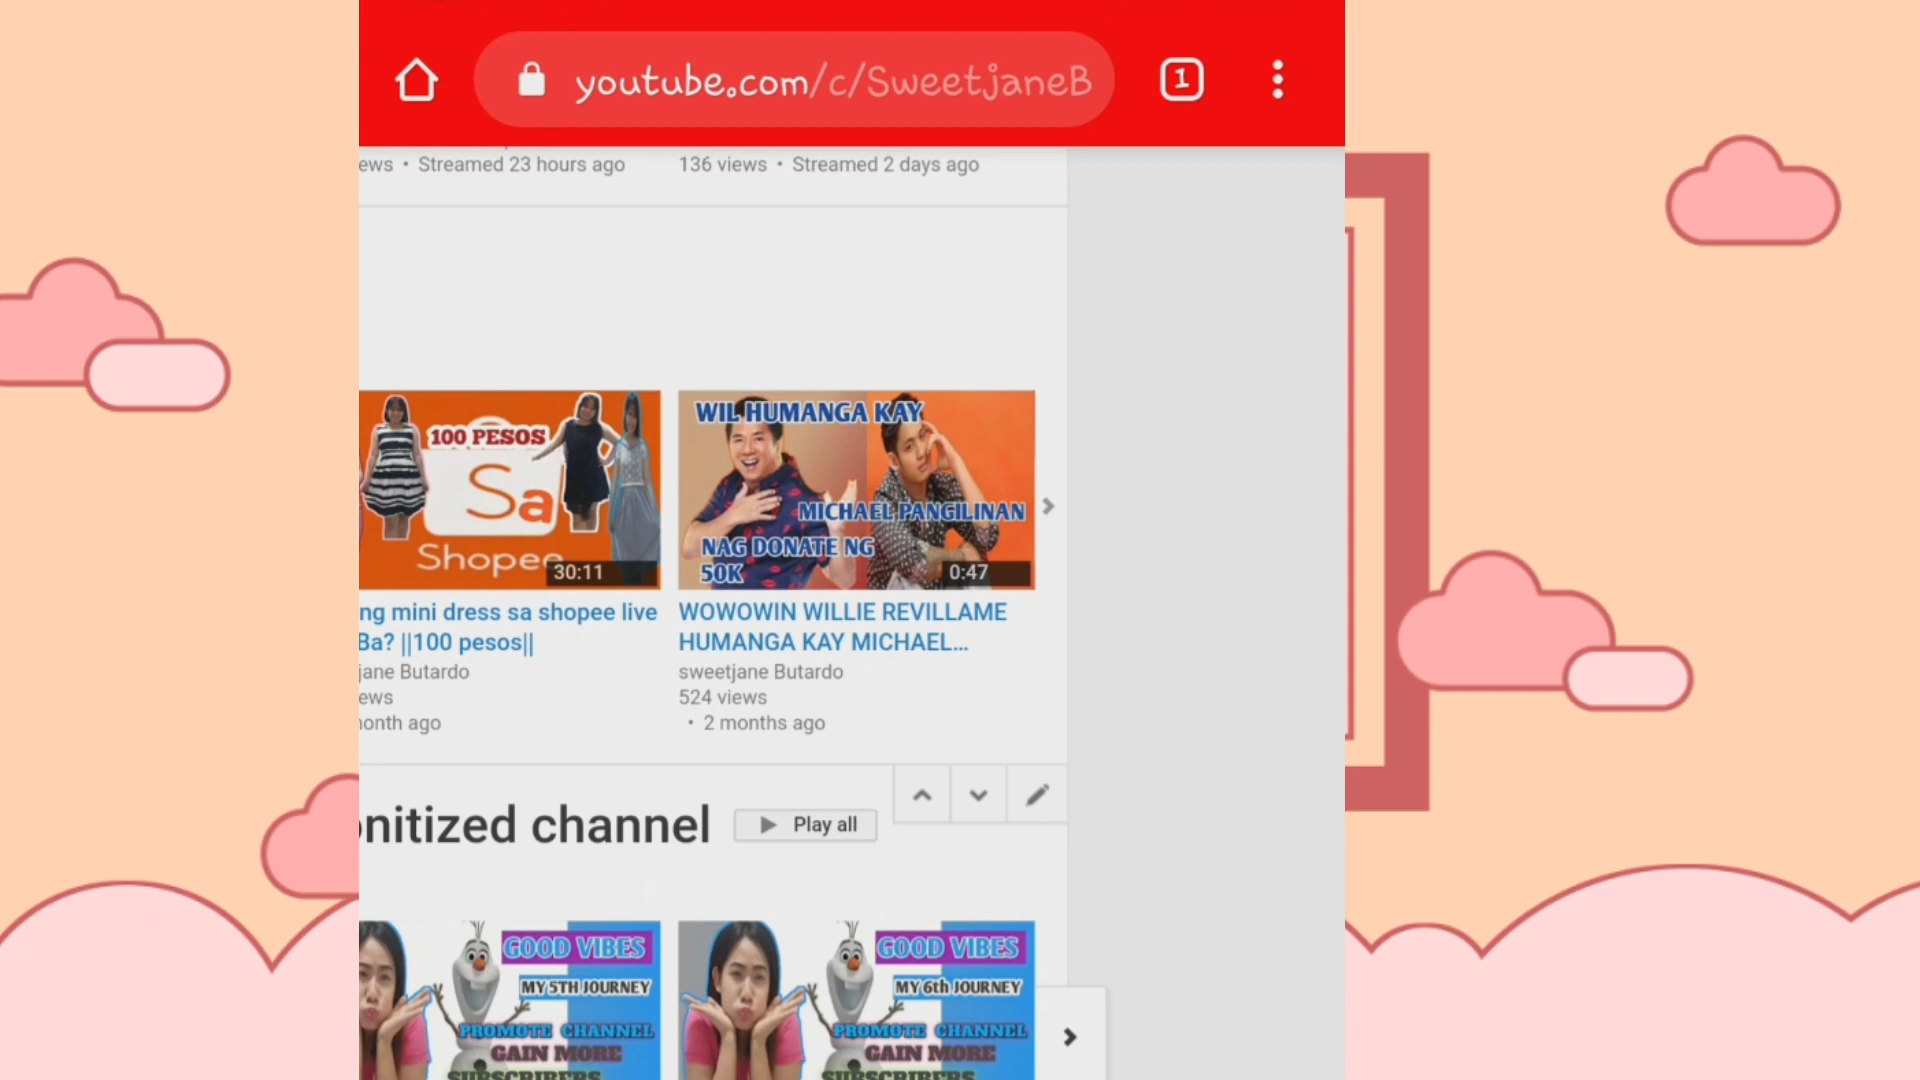 youtube.com/c/SweetjaneB
1
ews • Streamed 23 hours ago
136 views • Streamed 2 days ago
100 PESOS
Sa
Shopee
30:11
ng mini dress sa shopee live
Ba? ||100 pesos||
jane Butardo
ews
onth ago
WIL HUMANGA KAY
MICHAEL PANGILINAN
NAG DONATE NG
50K
0:47
WOWOWIN WILLIE REVILLAME
HUMANGA KAY MICHAEL...
sweetjane Butardo
524 views
• 2 months ago
onitized channel
Play all
GOOD VIBES
MY 5TH JOURNEY
PROMOTE CHANNEL
GAIN MORE
SUBSCRIBERS
GOOD VIBES
MY 6th JOURNEY
PROMOTE CHANNEL
GAIN MORE
SUBSCRIBERS